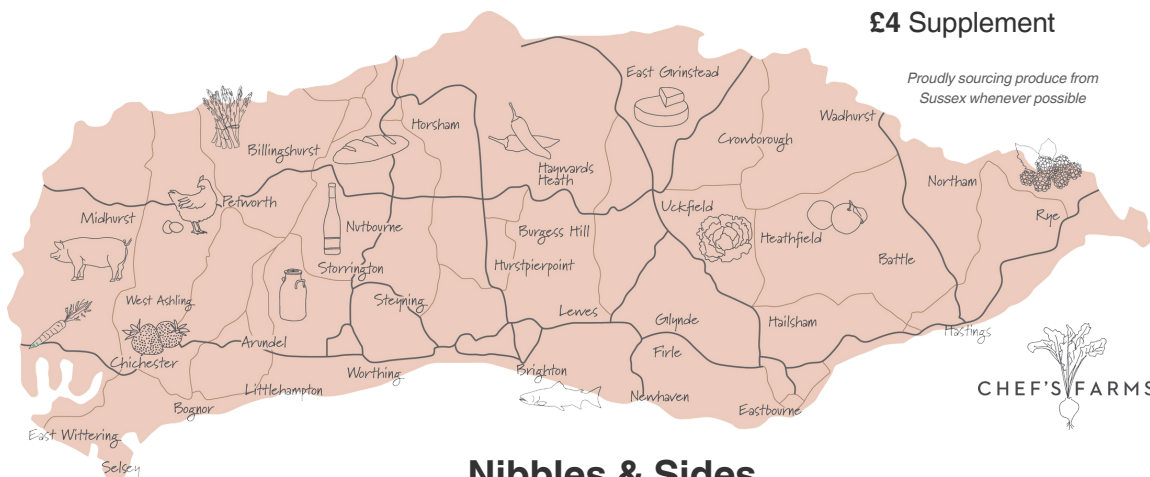 £4 Supplement
Proudly sourcing produce from
Sussex whenever possible
East Grinstead
Wadhurst
Horsham
Crowborough
Billingshurst
Haywards
Heath
Northam
Petworth
Uckfield
Midhurst
Rye
Nutbourne
Burgess Hill
Heathfield
Battle
Hurstpierpoint
Storrington
West Ashling
Steyning
Lewes
Glynde
Hailsham
Hastings
Arundel
Firle
Chichester
Worthing
Brighton
CHEF'S FARMS
Littlehampton
Newhaven
Bognor
Eastbourne
East Wittering
Selsey
Nibbles & Sides